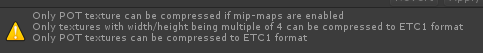 Only POT texture can be compressed if mip-maps are enabled
Only textures with width/height being multiple of 4 can be compressed to ETC1 format
Only POT textures can be compressed to ETC1 format